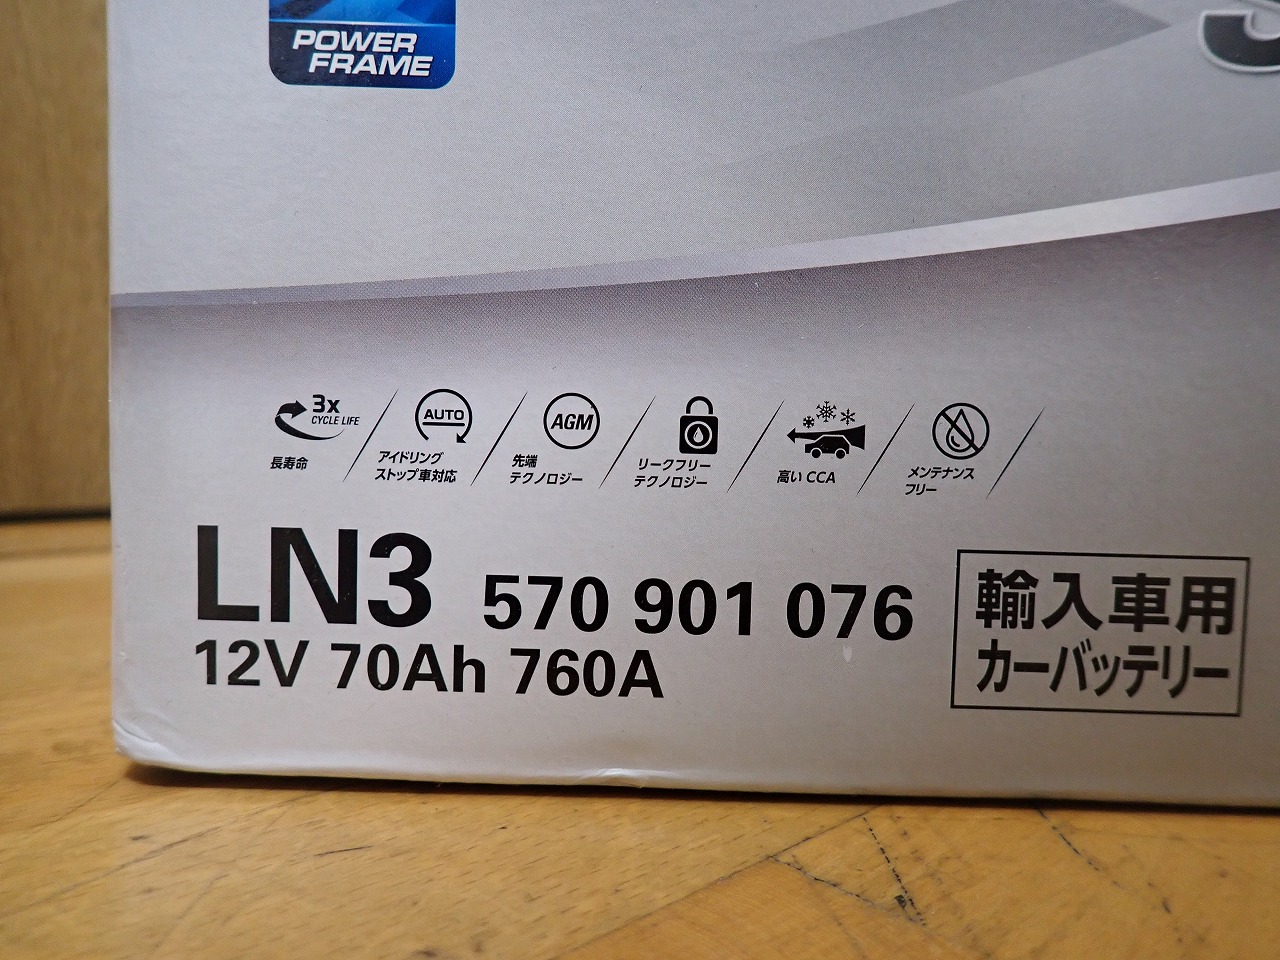 POWER
FRAME
3x
CYCLE LIFE
長寿命
AUTO
アイドリング
ストップ車対応
AGM
先端
テクノロジー
リークフリー
テクノロジー
高いCCA
メンテナンス
フリー
LN3 570 901 076
12V 70Ah 760A
輸入車用
カーバッテリー